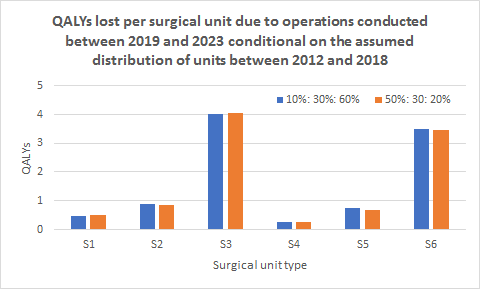 QALYs lost per surgical unit due to operations conducted
between 2019 and 2023 conditional on the assumed
distribution of units between 2012 and 2018
10%: 30%: 60%
50%: 30: 20%
5
4
3
2
1
0
QALYs
S1
S2
S3
S4
S5
S6
Surgical unit type